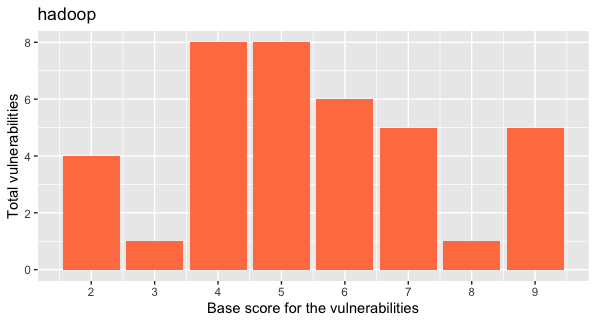 hadoop
Total vulnerabilities
8
6
4
2
0
2 3 4 5 6 7 8 9
Base score for the vulnerabilities